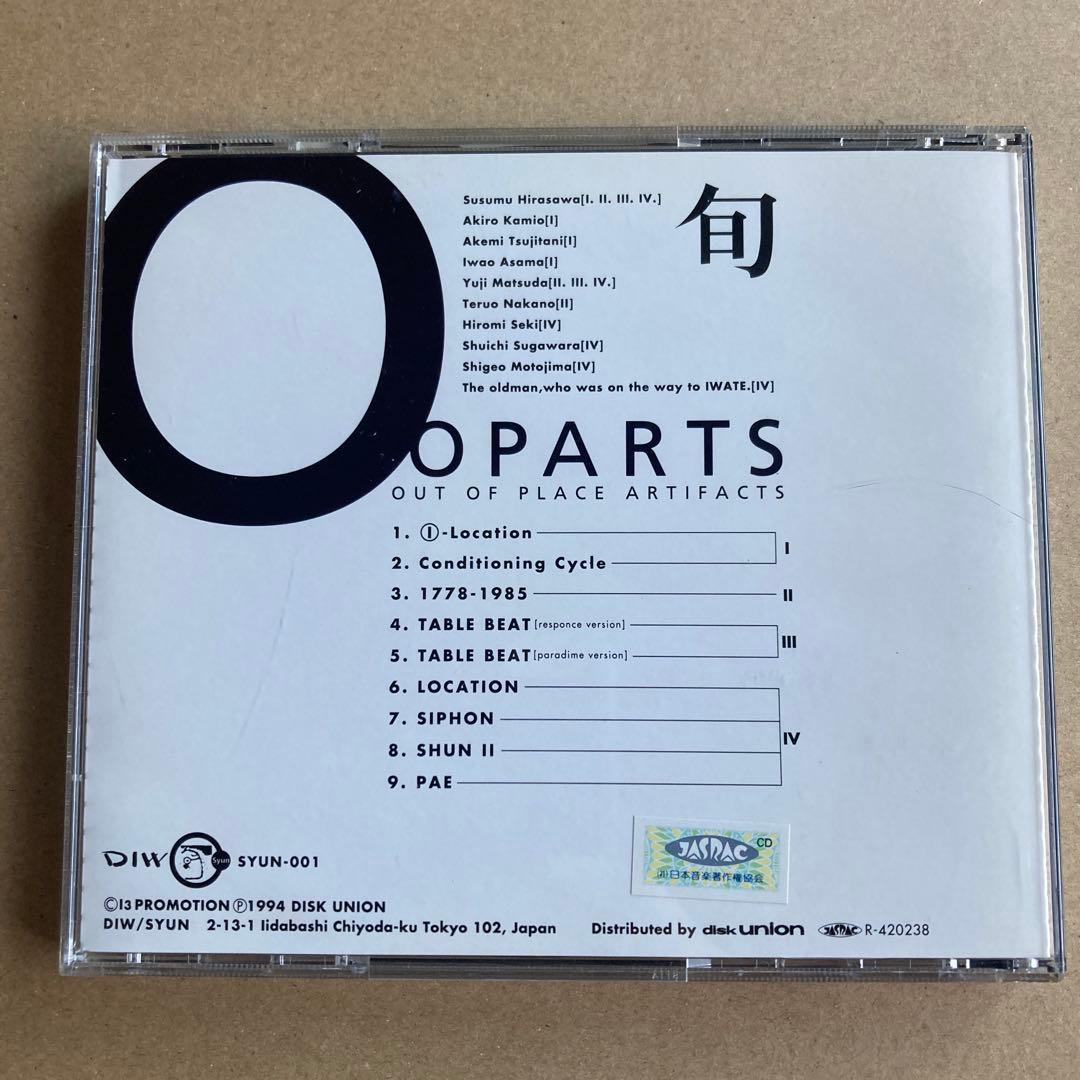 旬
Susumu Hirasawa[I. II. III. IV.]
Akiro Kamio[I]
Akemi Tsujitani[I]
Iwao Asama[I]
Yuji Matsuda[II. III. IV.]
Teruo Nakano[II]
Hiromi Seki[IV]
Shuichi Sugawara[IV]
Shigeo Motojima[IV]
The oldman,who was on the way to IWATE.[IV]
OOPARTS
OUT OF PLACE ARTIFACTS
1. Ⓘ-Location
2. Conditioning Cycle
I
3. 1778-1985 II
4. TABLE BEAT [responce version]
5. TABLE BEAT [paradime version]
III
6. LOCATION
7. SIPHON
8. SHUN II
9. PAE
IV
JASRAC CD
(社)日本音楽著作権協会
DIW Syun SYUN-001
©I3 PROMOTION ℗1994 DISK UNION
DIW/SYUN 2-13-1 Iidabashi Chiyoda-ku Tokyo 102, Japan Distributed by disk union JASRAC R-420238
A118